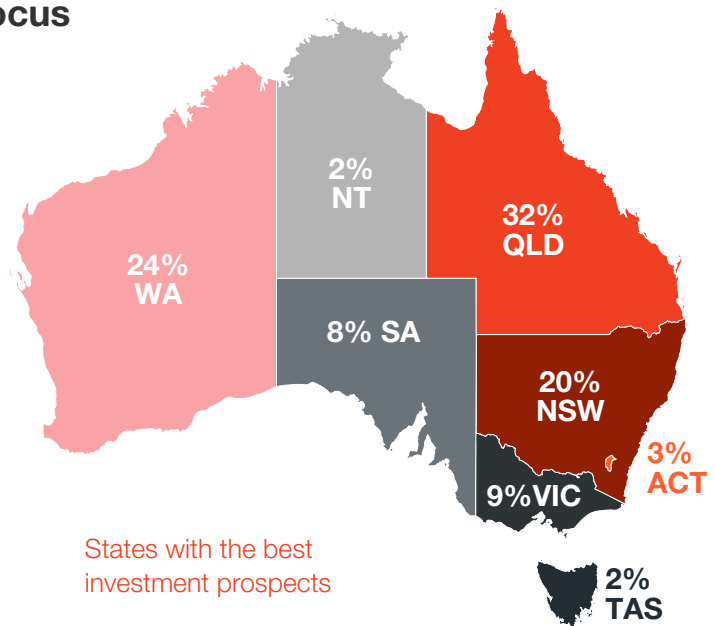 ocus
2%
NT
32%
QLD
24%
WA
8% SA
20%
NSW
3%
ACT
9%VIC
States with the best
investment prospects
2%
TAS